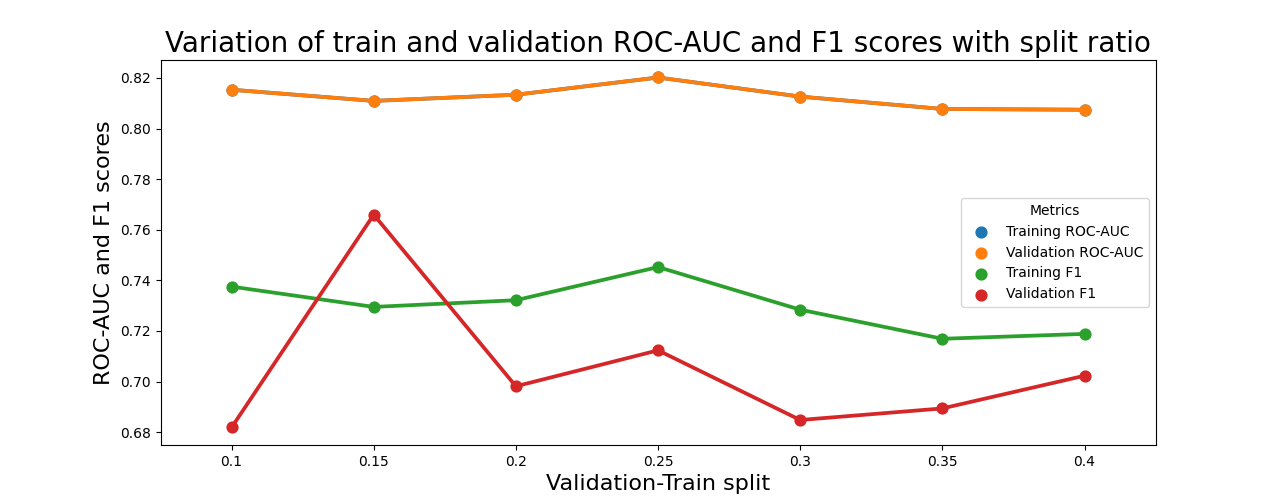 Variation of train and validation ROC-AUC and F1 scores with split ratio
ROC-AUC and F1 scores
0.82
0.80
0.78
0.76
0.74
0.72
0.70
0.68
Metrics
Training ROC-AUC
Validation ROC-AUC
Training F1
Validation F1
0.1 0.15 0.2 0.25 0.3 0.35 0.4
Validation-Train split